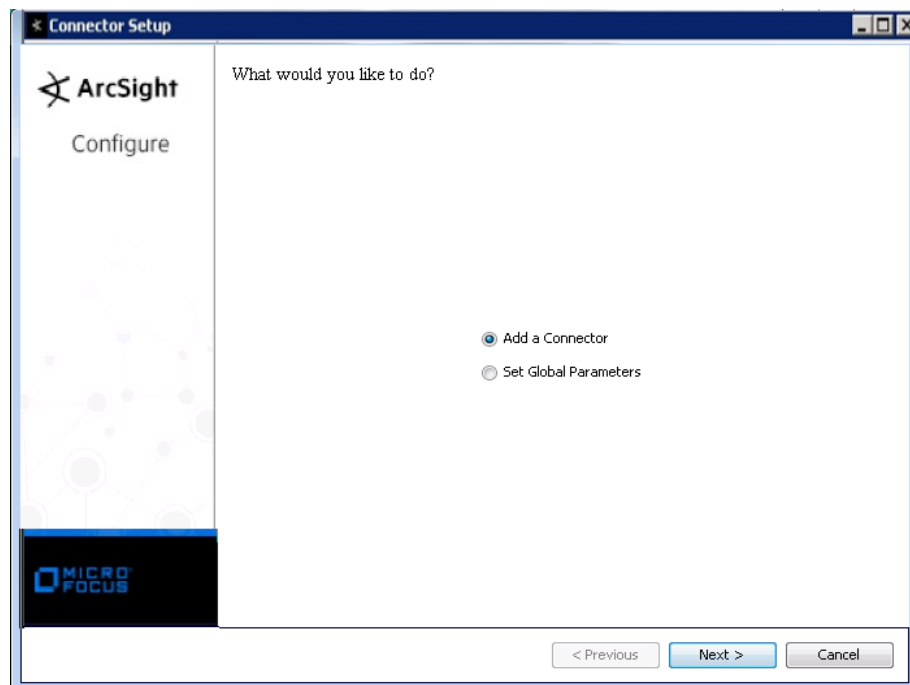 Connector Setup
ArcSight
Configure
What would you like to do?
Add a Connector
Set Global Parameters
MICRO
FOCUS
< Previous
Next >
Cancel